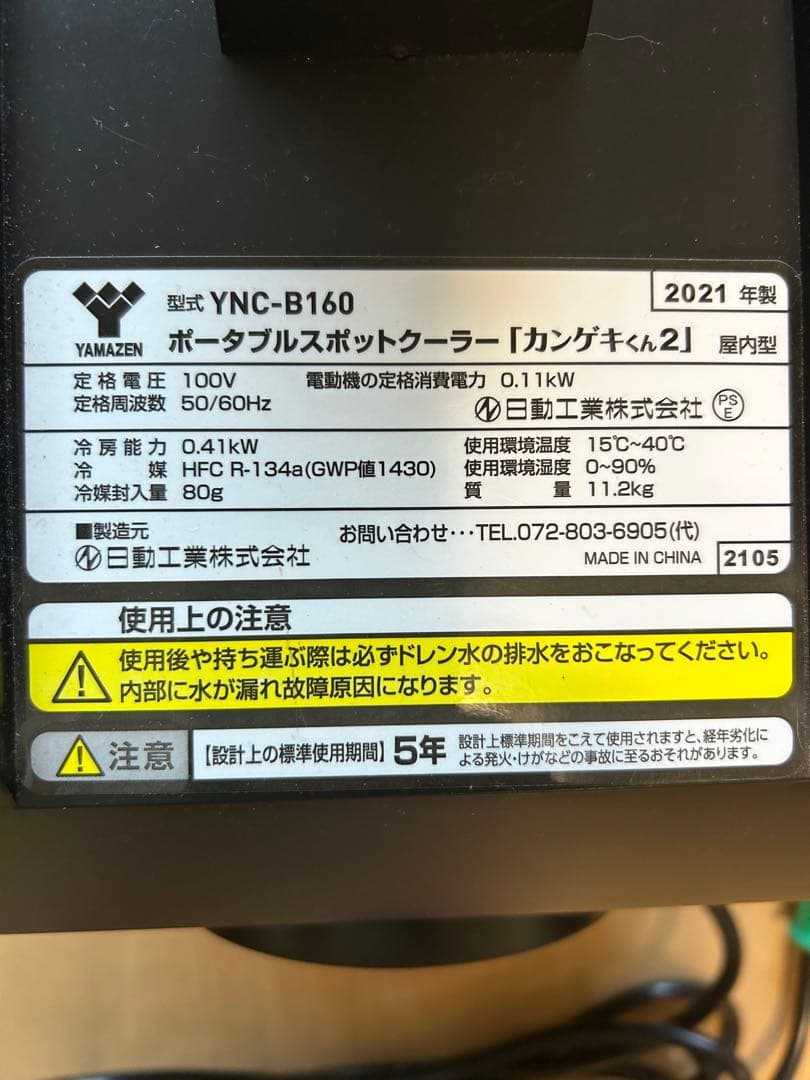 YAMAZEN
型式 YNC-B160
2021 年製
ポータブルスポットクーラー「カンゲキくん2」 屋内型
定格電圧 100V 電動機の定格消費電力 0.11kW
定格周波数 50/60Hz 日動工業株式会社 PSE
冷房能力 0.41kW 使用環境温度 15℃~40℃
冷媒 HFC R-134a(GWP値1430) 使用環境湿度 0~90%
冷媒封入量 80g 質量 11.2kg
■製造元 お問い合わせ･･･TEL.072-803-6905(代)
日動工業株式会社 MADE IN CHINA 2105
使用上の注意
使用後や持ち運ぶ際は必ずドレン水の排水をおこなってください。
内部に水が漏れ故障原因になります。
注意 【設計上の標準使用期間】 5年 設計上標準期間をこえて使用されますと、経年劣化に
よる発火・けがなどの事故に至るおそれがあります。